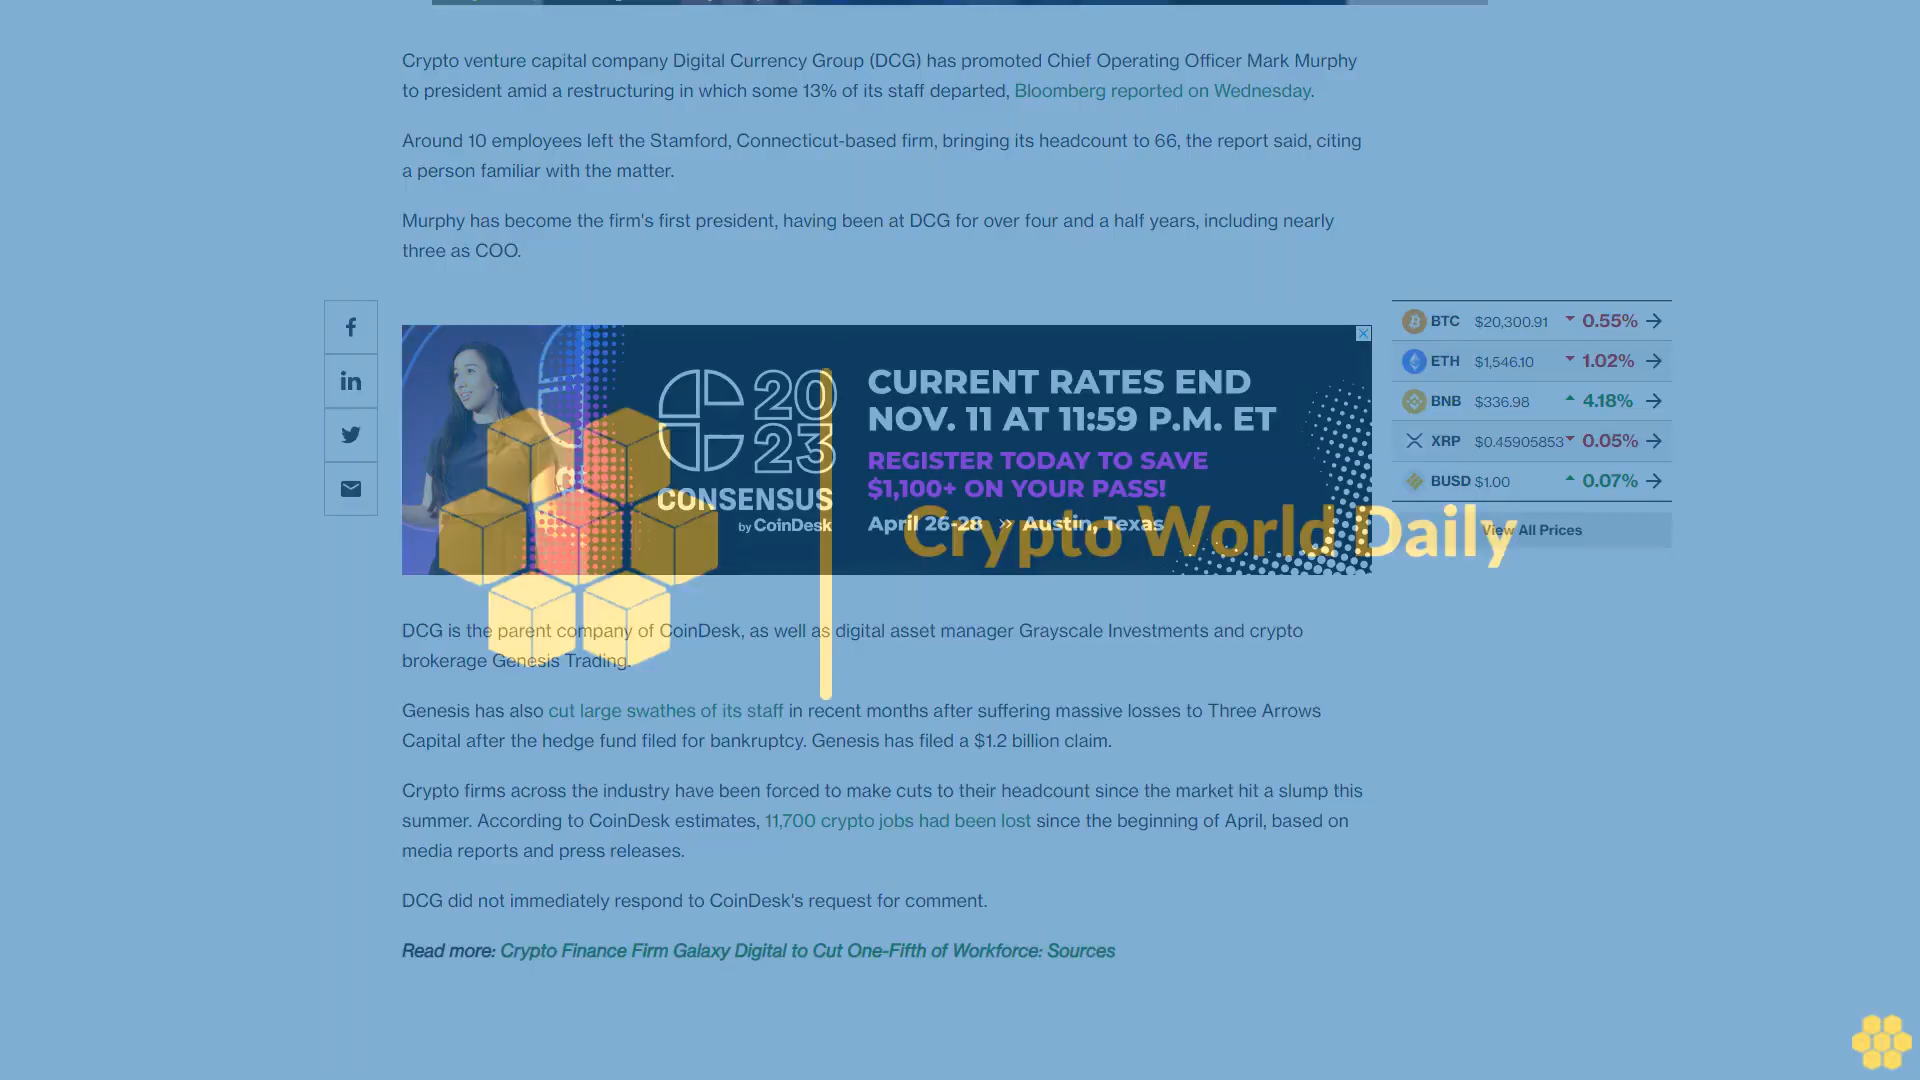 Crypto venture capital company Digital Currency Group (DCG) has promoted Chief Operating Officer Mark Murphy
to president amid a restructuring in which some 13% of its staff departed, Bloomberg reported on Wednesday.
Around 10 employees left the Stamford, Connecticut-based firm, bringing its headcount to 66, the report said, citing
a person familiar with the matter.
Murphy has become the firm's first president, having been at DCG for over four and a half years, including nearly
three as COO.
BTC $20,300.91 0.55%
ETH $1,546.10 1.02%
BNB $336.98 4.18%
XRP $0.45905853 0.05%
BUSD $1.00 0.07%
View All Prices
2023
CONSENSUS
by CoinDesk
CURRENT RATES END
NOV. 11 AT 11:59 P.M. ET
REGISTER TODAY TO SAVE
$1,100+ ON YOUR PASS!
April 26-28 » Austin, Texas
Crypto World Daily
DCG is the parent company of CoinDesk, as well as digital asset manager Grayscale Investments and crypto
brokerage Genesis Trading.
Genesis has also cut large swathes of its staff in recent months after suffering massive losses to Three Arrows
Capital after the hedge fund filed for bankruptcy. Genesis has filed a $1.2 billion claim.
Crypto firms across the industry have been forced to make cuts to their headcount since the market hit a slump this
summer. According to CoinDesk estimates, 11,700 crypto jobs had been lost since the beginning of April, based on
media reports and press releases.
DCG did not immediately respond to CoinDesk's request for comment.
Read more: Crypto Finance Firm Galaxy Digital to Cut One-Fifth of Workforce: Sources